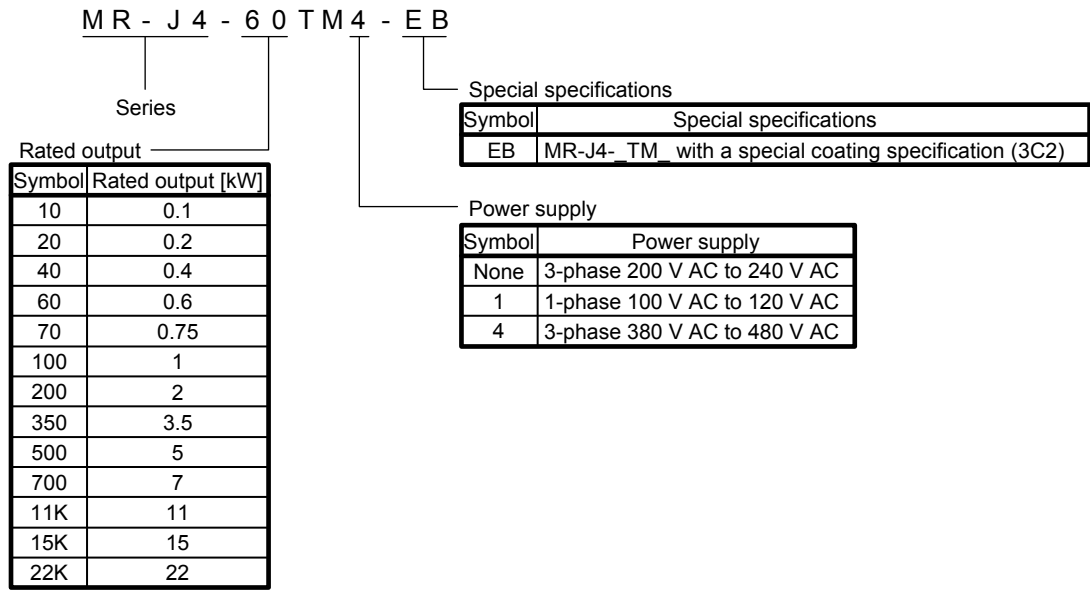 MR-J4-60TM4-EB
Series
Rated output
Symbol Rated output [kW]
10 0.1
20 0.2
40 0.4
60 0.6
70 0.75
100 1
200 2
350 3.5
500 5
700 7
11K 11
15K 15
22K 22
Special specifications
Symbol Special specifications
EB MR-J4-_TM_ with a special coating specification (3C2)
Power supply
Symbol Power supply
None 3-phase 200 V AC to 240 V AC
1 1-phase 100 V AC to 120 V AC
4 3-phase 380 V AC to 480 V AC